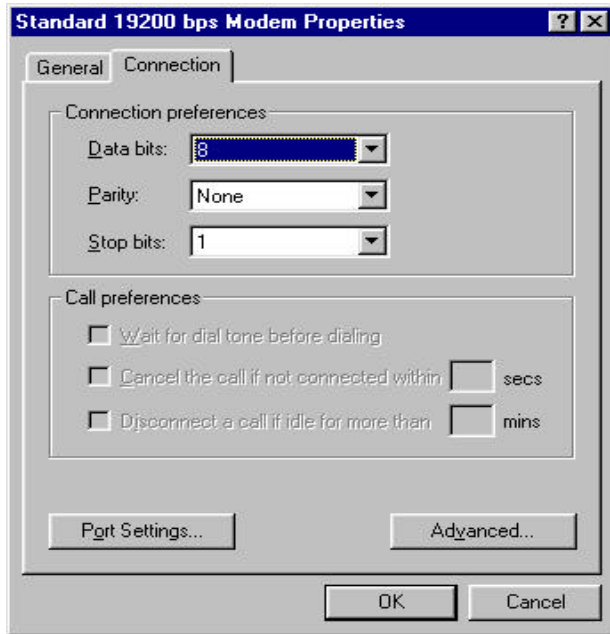 Standard 19200 bps Modem Properties ? X
General Connection
Connection preferences
Data bits: 8
Parity: None
Stop bits: 1
Call preferences
Wait for dial tone before dialing
Cancel the call if not connected within secs
Disconnect a call if idle for more than mins
Port Settings... Advanced...
OK Cancel